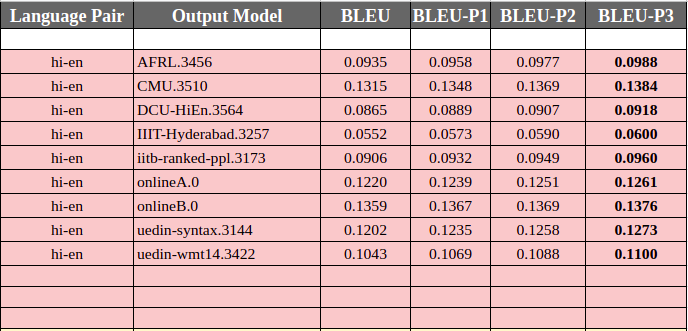 Language Pair Output Model BLEU BLEU-P1 BLEU-P2 BLEU-P3
hi-en AFRL.3456 0.0935 0.0958 0.0977 0.0988
hi-en CMU.3510 0.1315 0.1348 0.1369 0.1384
hi-en DCU-HiEn.3564 0.0865 0.0889 0.0907 0.0918
hi-en IIIT-Hyderabad.3257 0.0552 0.0573 0.0590 0.0600
hi-en iitb-ranked-ppl.3173 0.0906 0.0932 0.0949 0.0960
hi-en onlineA.0 0.1220 0.1239 0.1251 0.1261
hi-en onlineB.0 0.1359 0.1367 0.1369 0.1376
hi-en uedin-syntax.3144 0.1202 0.1235 0.1258 0.1273
hi-en uedin-wmt14.3422 0.1043 0.1069 0.1088 0.1100